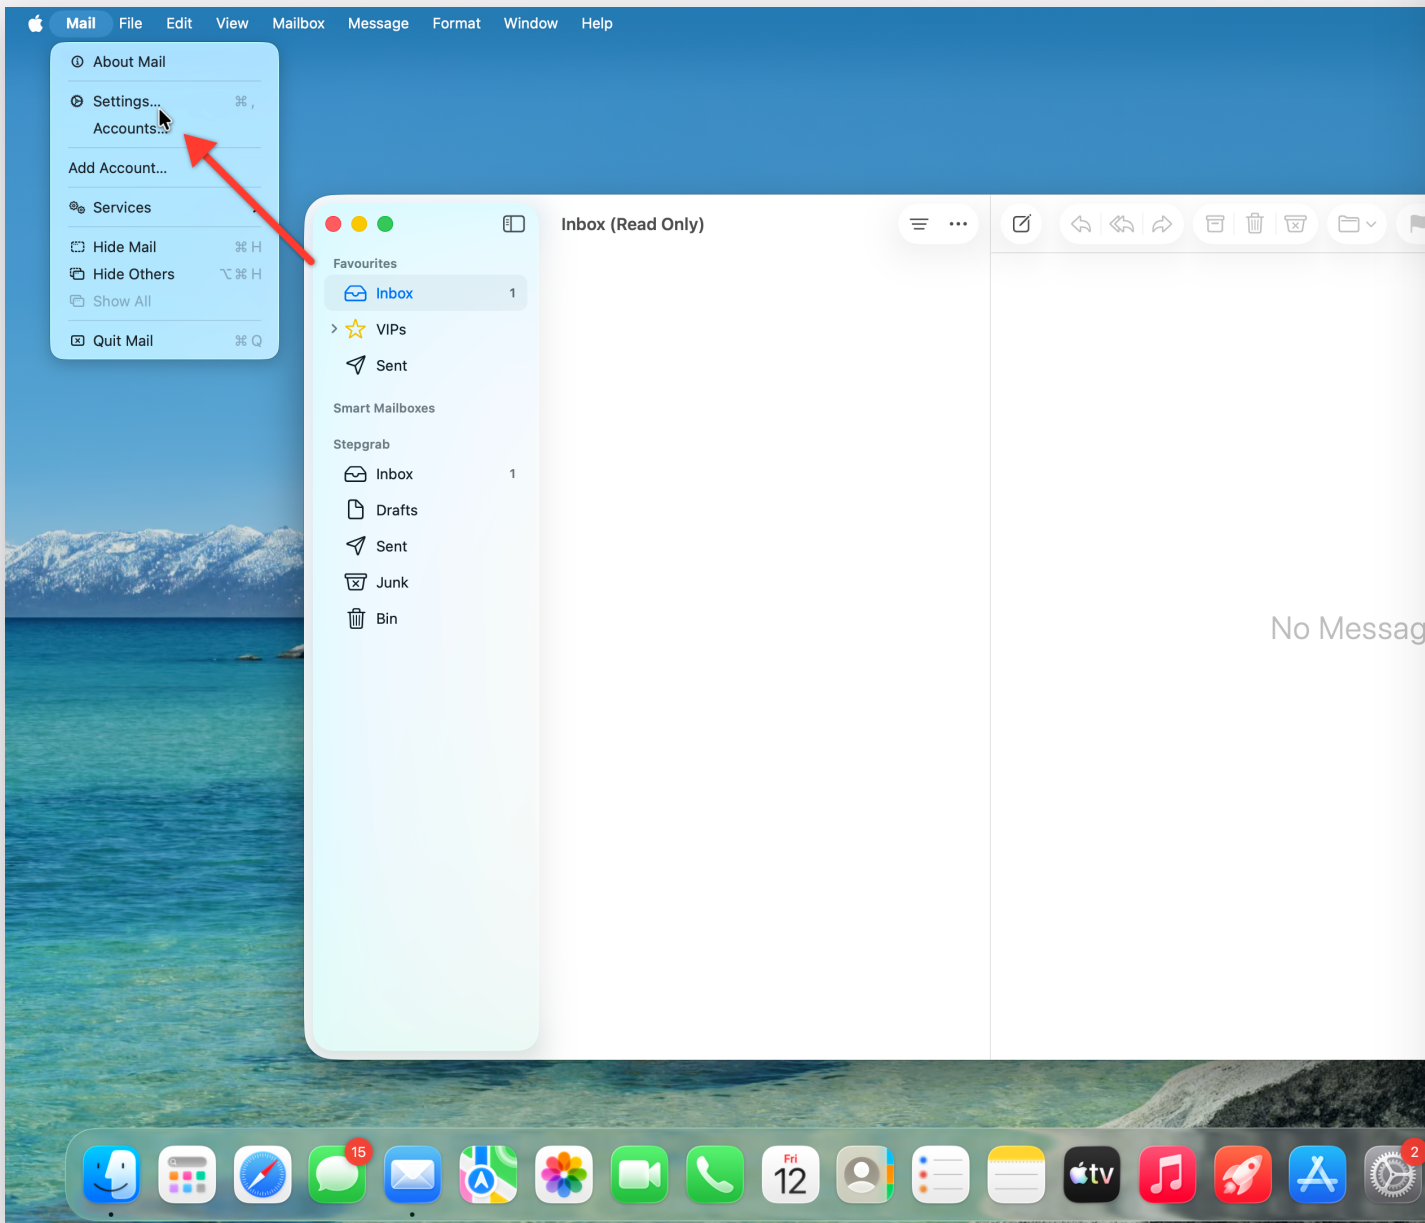 Mail File Edit View Mailbox Message Format Window Help
About Mail
Settings... ⌘ ,
Accounts...
Add Account...
Services
Hide Mail ⌘ H
Hide Others ⌥ ⌘ H
Show All
Quit Mail ⌘ Q
Inbox (Read Only)
Favourites
Inbox 1
VIPs
Sent
Smart Mailboxes
Stepgrab
Inbox 1
Drafts
Sent
Junk
Bin
No Messag
15
Fri
12
tv
2